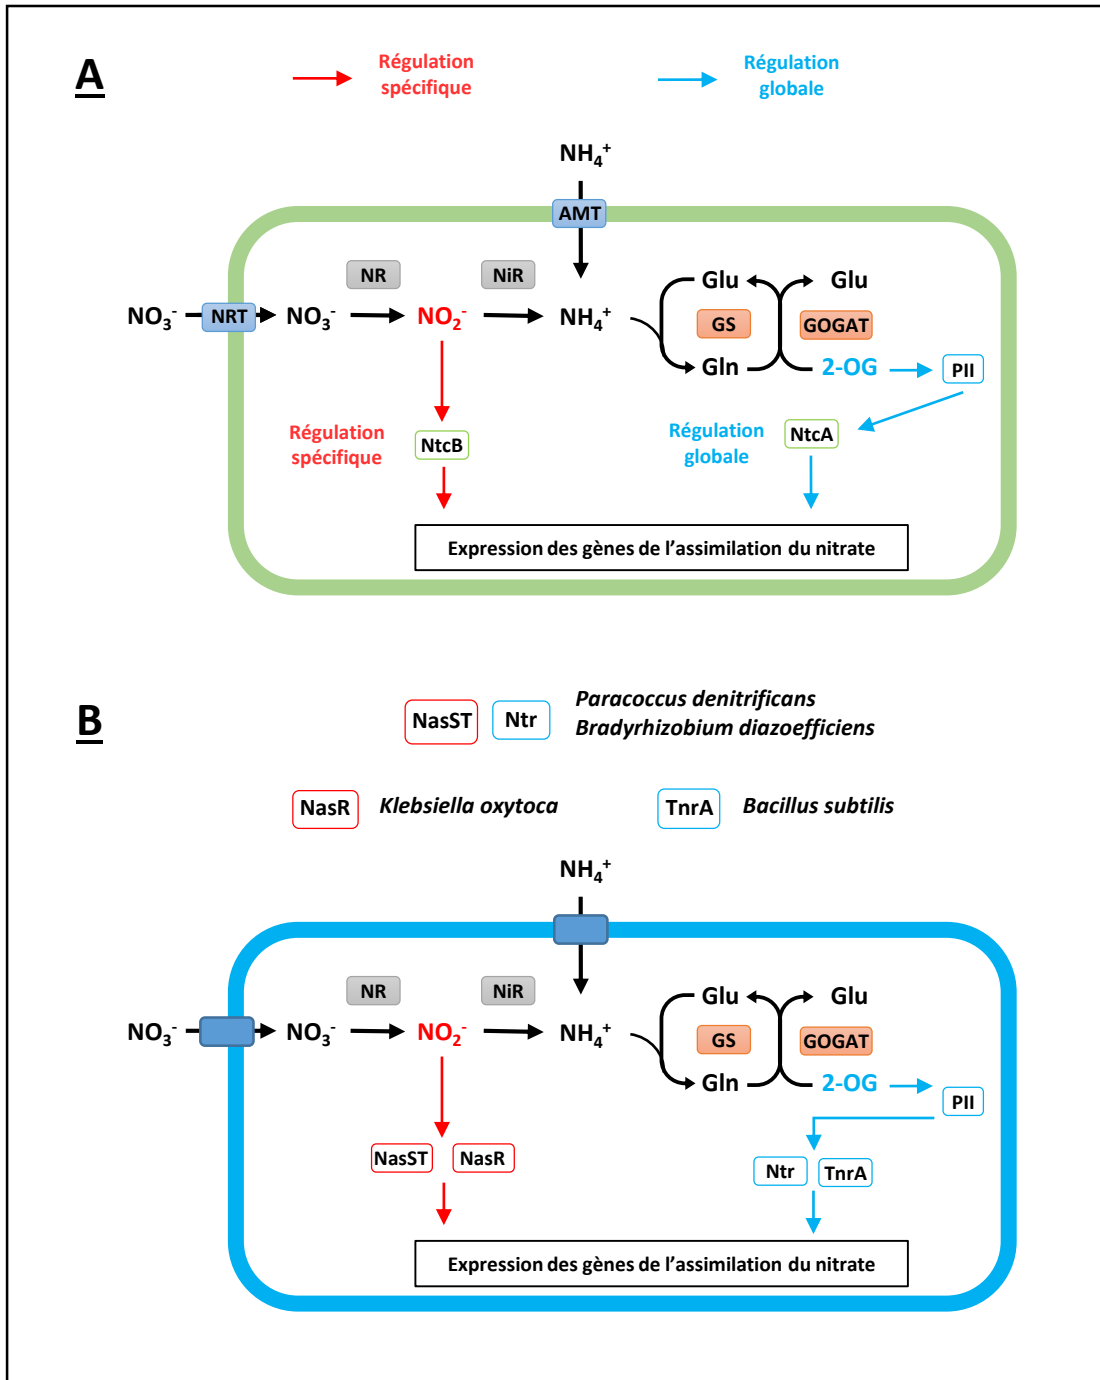 A
Régulation
spécifique
Régulation
globale
NH₄⁺
AMT
NR
NiR
Glu
Glu
NO₃⁻
NRT
NO₃⁻
NO₂⁻
NH₄⁺
GS
GOGAT
Gln
2-OG
PII
Régulation
spécifique
NtcB
Régulation
globale
NtcA
Expression des gènes de l’assimilation du nitrate
B
NasST
Ntr
Paracoccus denitrificans
Bradyrhizobium diazoefficiens
NasR
Klebsiella oxytoca
TnrA
Bacillus subtilis
NH₄⁺
NR
NiR
Glu
Glu
NO₃⁻
NO₃⁻
NO₂⁻
NH₄⁺
GS
GOGAT
Gln
2-OG
PII
NasST
NasR
Ntr
TnrA
Expression des gènes de l’assimilation du nitrate